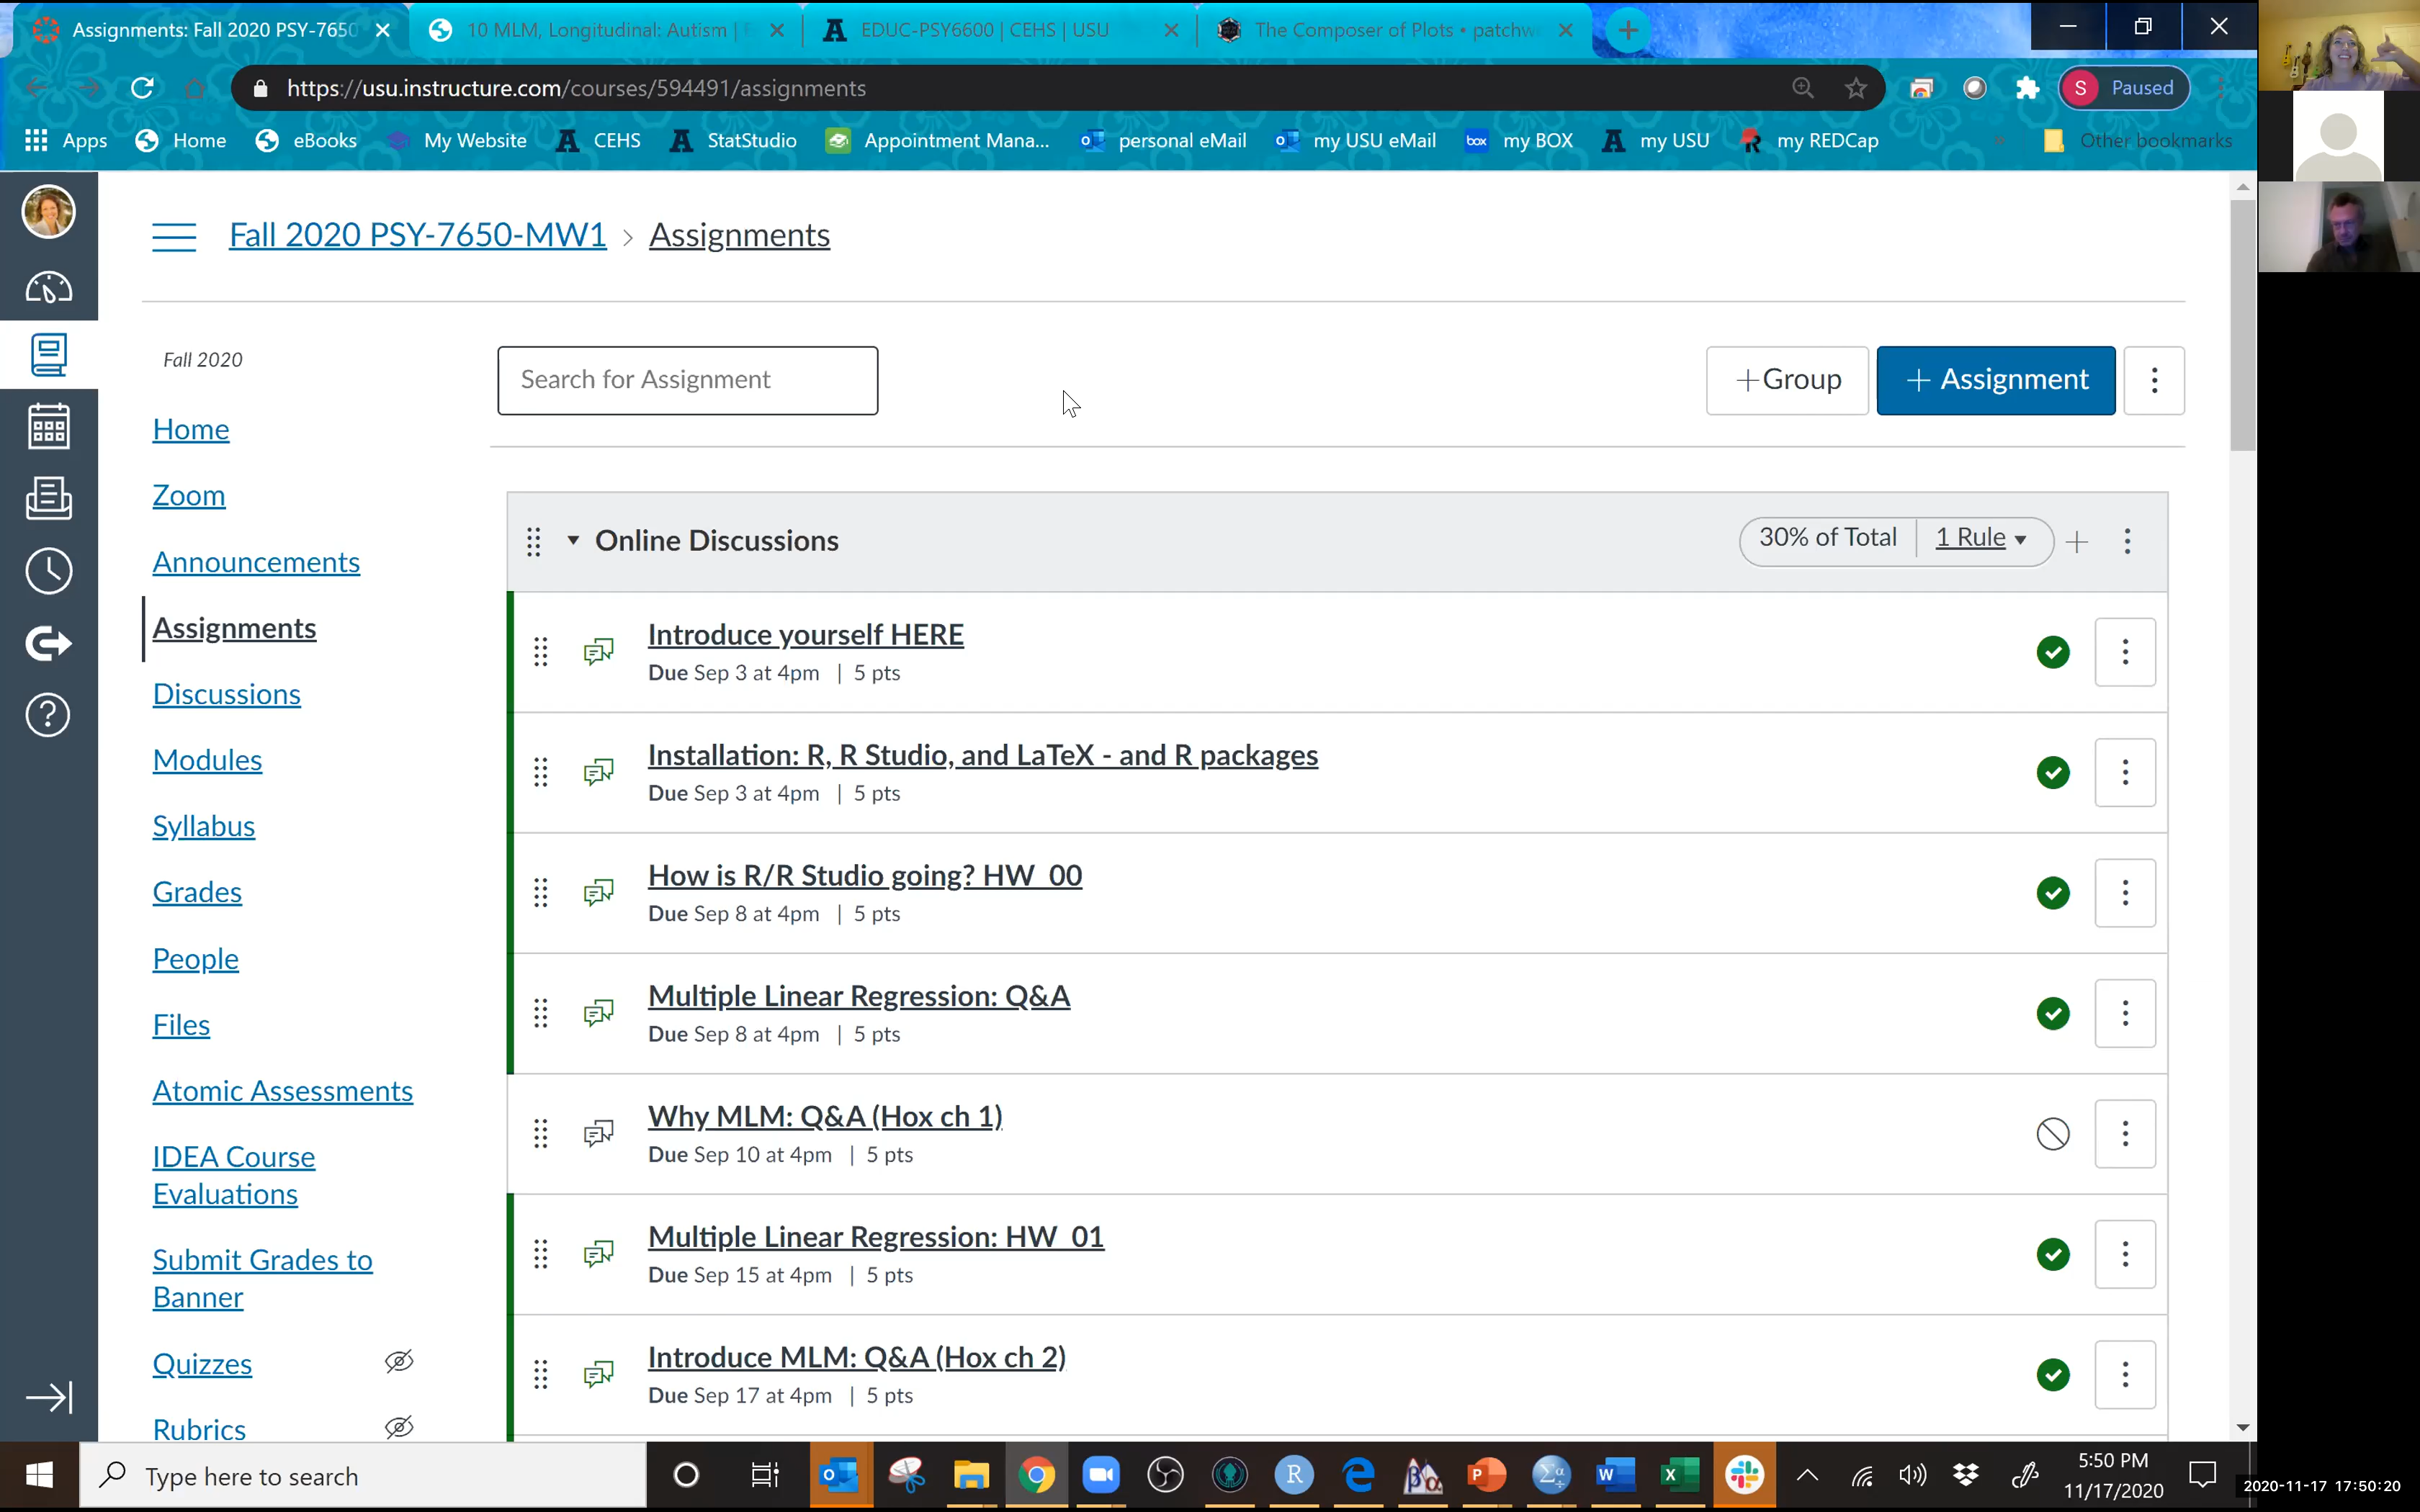 Assignments: Fall 2020 PSY-7650
10 MLM, Longitudinal: Autism | E
EDUC-PSY6600 | CEHS | USU
The Composer of Plots • patchw
https://usu.instructure.com/courses/594491/assignments
S Paused
Apps Home eBooks My Website CEHS StatStudio Appointment Mana... personal eMail my USU eMail box my BOX my USU my REDCap Other bookmarks
Fall 2020 PSY-7650-MW1 > Assignments
Fall 2020
Home
Zoom
Announcements
Assignments
Discussions
Modules
Syllabus
Grades
People
Files
Atomic Assessments
IDEA Course
Evaluations
Submit Grades to
Banner
Quizzes
Rubrics
Search for Assignment
+Group
+ Assignment
Online Discussions
30% of Total
1 Rule
Introduce yourself HERE
Due Sep 3 at 4pm | 5 pts
Installation: R, R Studio, and LaTeX - and R packages
Due Sep 3 at 4pm | 5 pts
How is R/R Studio going? HW_00
Due Sep 8 at 4pm | 5 pts
Multiple Linear Regression: Q&A
Due Sep 8 at 4pm | 5 pts
Why MLM: Q&A (Hox ch 1)
Due Sep 10 at 4pm | 5 pts
Multiple Linear Regression: HW_01
Due Sep 15 at 4pm | 5 pts
Introduce MLM: Q&A (Hox ch 2)
Due Sep 17 at 4pm | 5 pts
Type here to search
5:50 PM
11/17/2020
2020-11-17 17:50:20